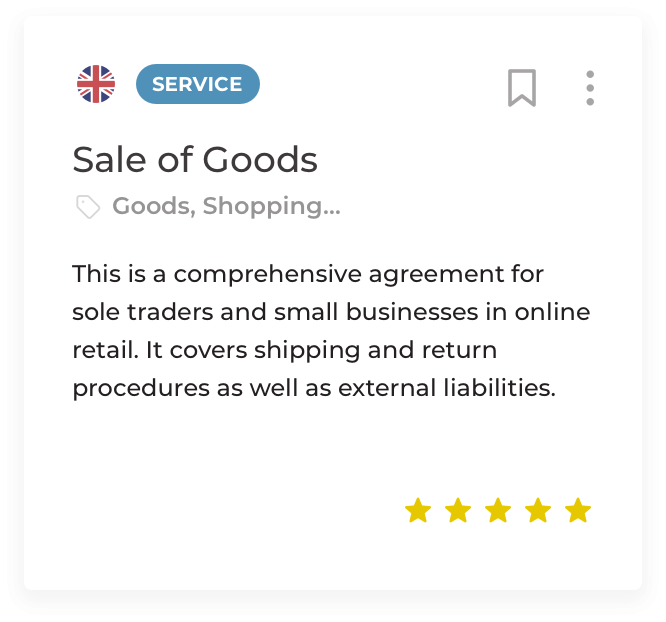 SERVICE
Sale of Goods
Goods, Shopping...
This is a comprehensive agreement for
sole traders and small businesses in online
retail. It covers shipping and return
procedures as well as external liabilities.